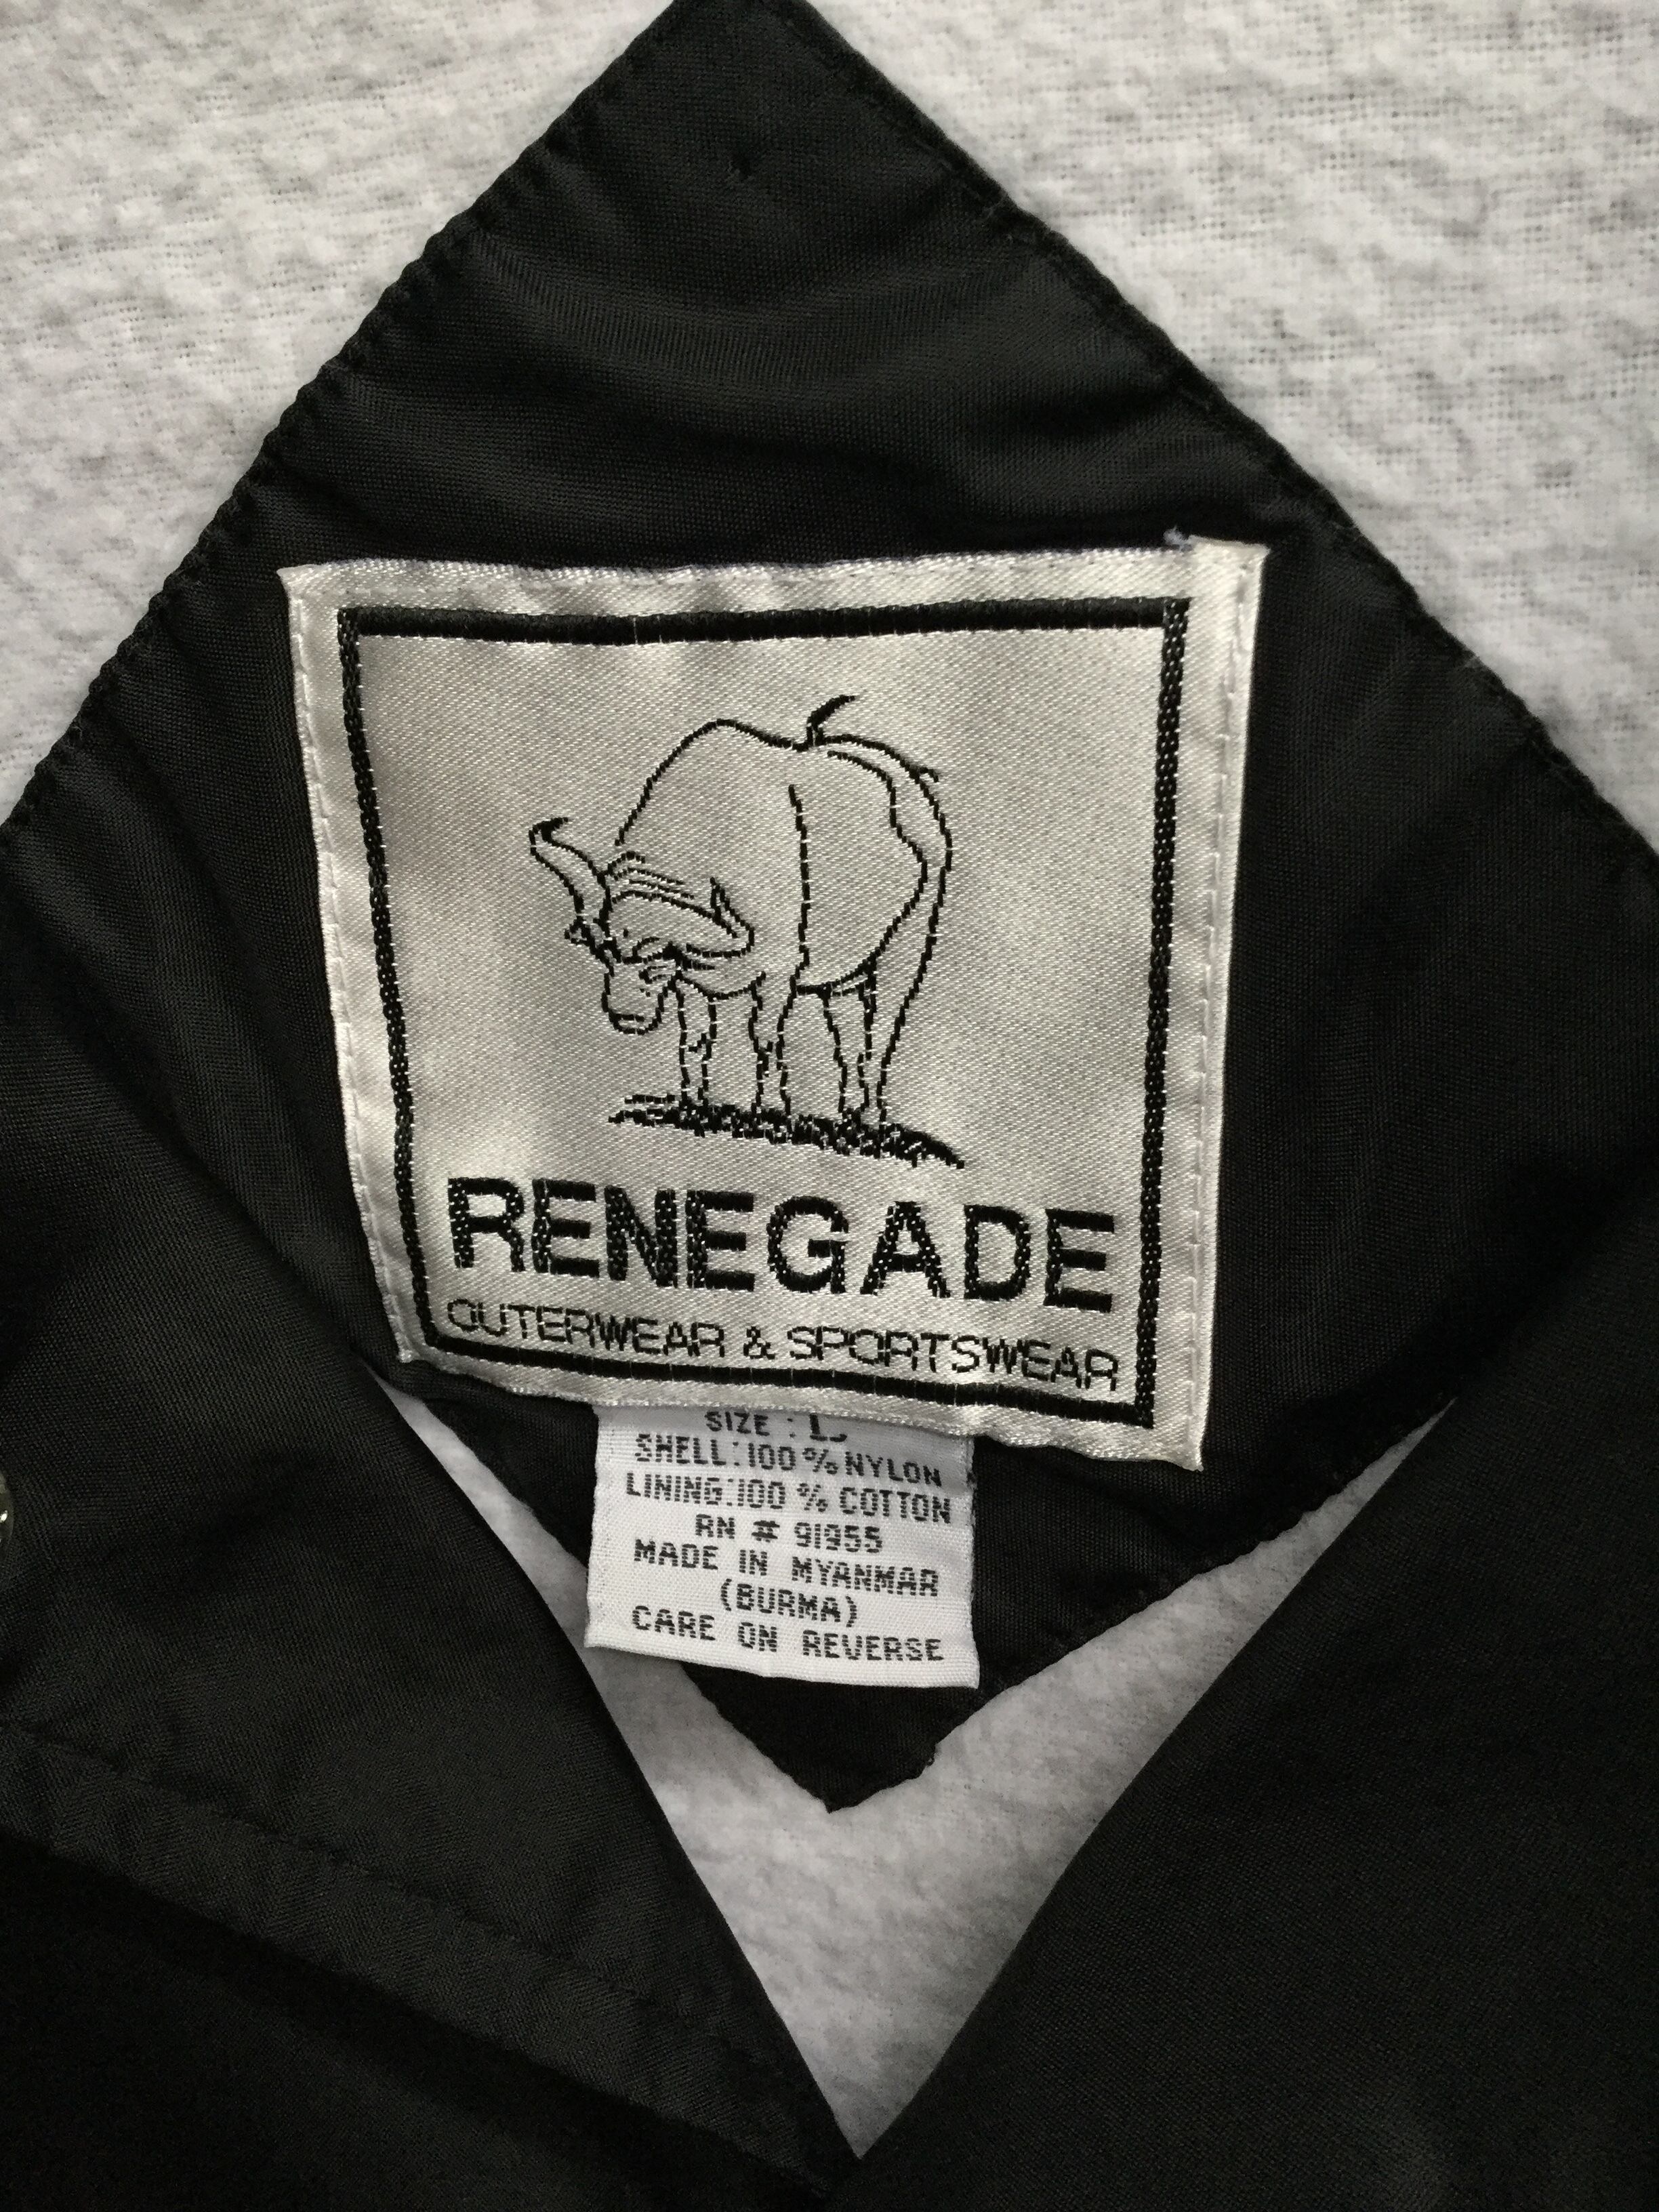 RENEGADE
OUTERWEAR & SPORTSWEAR
SIZE : L
SHELL:100% NYLON
LINING:100 % COTTON
RN # 91955
MADE IN MYANMAR
(BURMA)
CARE ON REVERSE